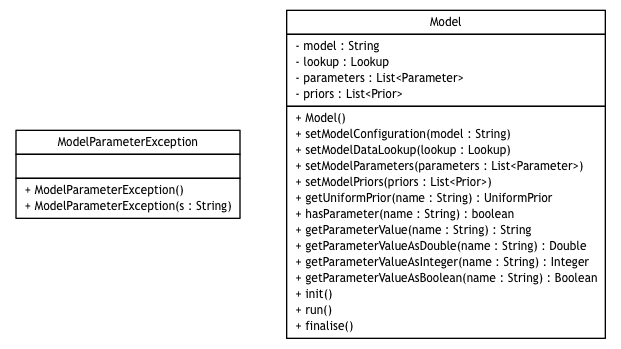 ModelParameterException
+ ModelParameterException()
+ ModelParameterException(s : String)
Model
- model : String
- lookup : Lookup
- parameters : List<Parameter>
- priors : List<Prior>
+ Model()
+ setModelConfiguration(model : String)
+ setModelDataLookup(lookup : Lookup)
+ setModelParameters(parameters : List<Parameter>)
+ setModelPriors(priors : List<Prior>)
+ getUniformPrior(name : String) : UniformPrior
+ hasParameter(name : String) : boolean
+ getParameterValue(name : String) : String
+ getParameterValueAsDouble(name : String) : Double
+ getParameterValueAsInteger(name : String) : Integer
+ getParameterValueAsBoolean(name : String) : Boolean
+ init()
+ run()
+ finalise()